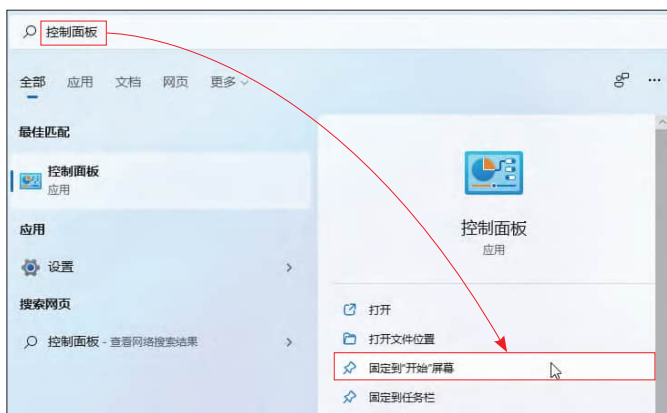 控制面板
全部 应用 文档 网页 更多
最佳匹配
控制面板
应用
应用
设置
搜索网页
控制面板 - 查看网络搜索结果
控制面板
应用
打开
打开文件位置
固定到"开始"屏幕
固定到任务栏